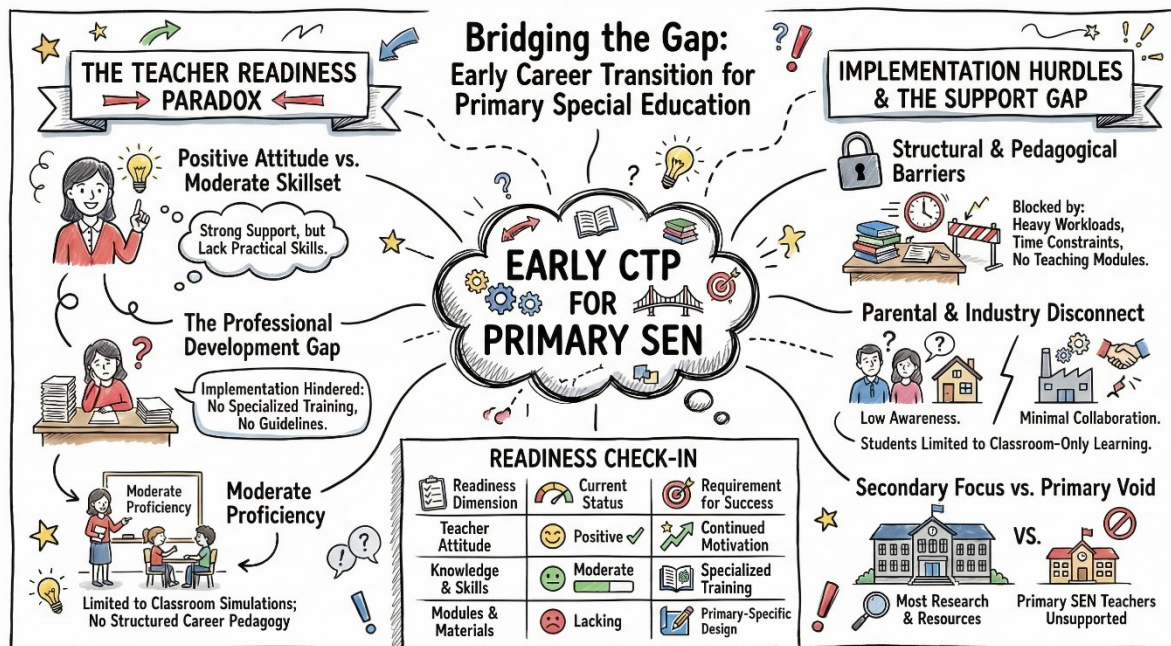 Bridging the Gap:
Early Career Transition for
Primary Special Education
THE TEACHER READINESS
PARADOX
Positive Attitude vs.
Moderate Skillset
Strong Support, but
Lack Practical Skills.
The Professional
Development Gap
Implementation Hindered:
No Specialized Training,
No Guidelines.
Moderate
Proficiency
Moderate
Proficiency
Limited to Classroom Simulations;
No Structured Career Pedagogy
EARLY CTP
FOR
PRIMARY SEN
READINESS CHECK-IN
Readiness
Dimension
Current
Status
Requirement
for Success
Teacher
Attitude
Positive
Continued
Motivation
Knowledge
& Skills
Moderate
Specialized
Training
Modules &
Materials
Lacking
Primary-Specific
Design
IMPLEMENTATION HURDLES
& THE SUPPORT GAP
Structural & Pedagogical
Barriers
Blocked by:
Heavy Workloads,
Time Constraints,
No Teaching Modules.
Parental & Industry Disconnect
Low Awareness.
Minimal Collaboration.
Students Limited to Classroom-Only Learning.
Secondary Focus vs. Primary Void
VS.
Most Research
& Resources
Primary SEN Teachers
Unsupported